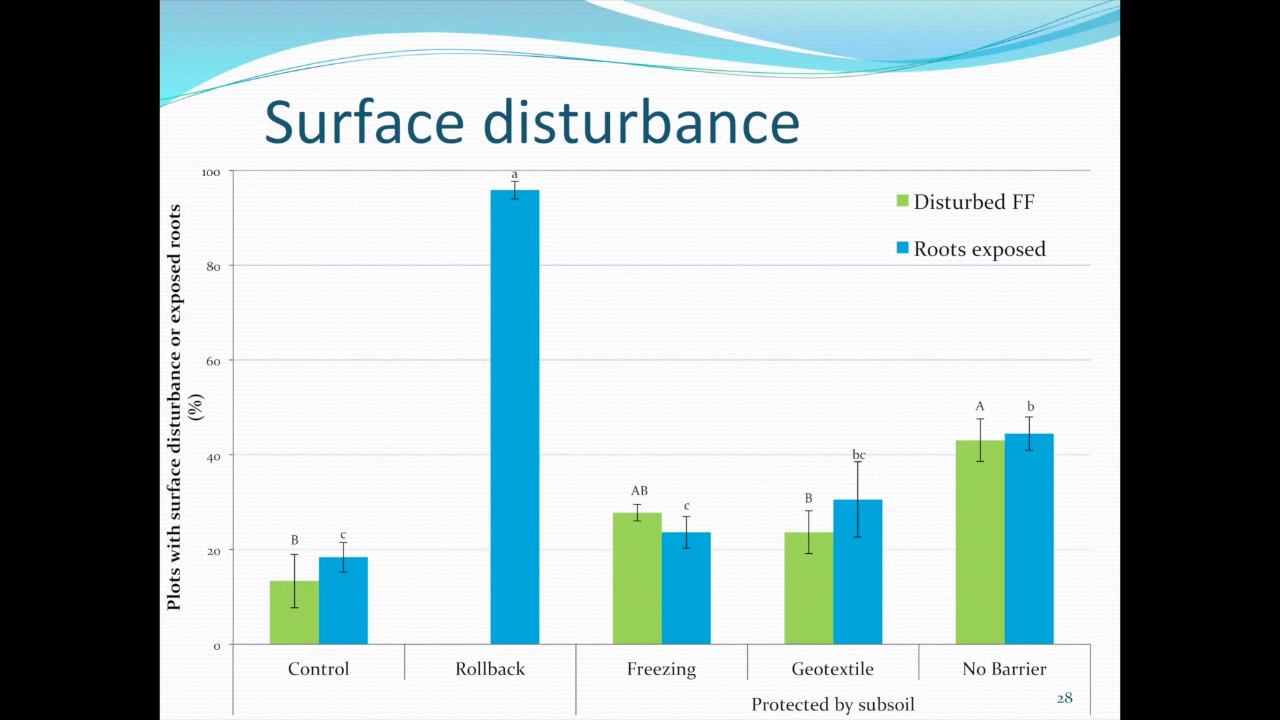 Surface disturbance
Plots with surface disturbance or exposed roots
(%)
100
80
60
40
20
0
Disturbed FF
Roots exposed
B
c
a
AB
c
B
bc
A
b
Control
Rollback
Freezing
Geotextile
No Barrier
Protected by subsoil
28